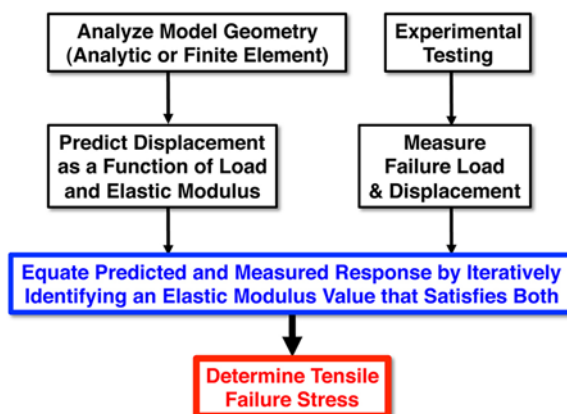 Analyze Model Geometry
(Analytic or Finite Element)
Experimental
Testing
Predict Displacement
as a Function of Load
and Elastic Modulus
Measure
Failure Load
& Displacement
Equate Predicted and Measured Response by Iteratively
Identifying an Elastic Modulus Value that Satisfies Both
Determine Tensile
Failure Stress